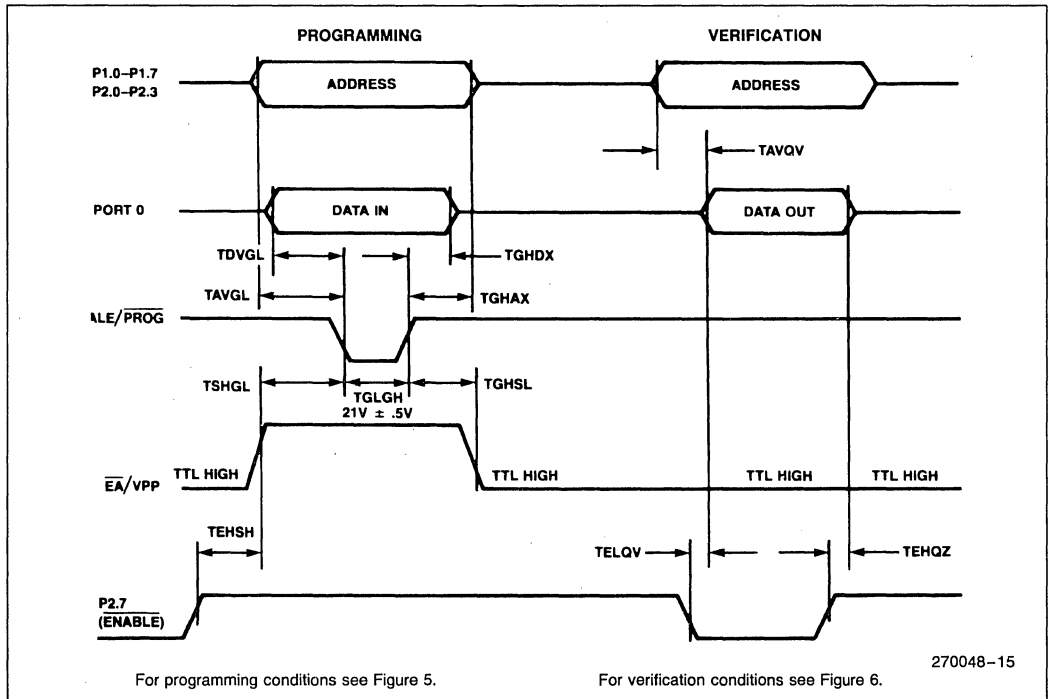 PROGRAMMING VERIFICATION
P1.0–P1.7
P2.0–P2.3
ADDRESS ADDRESS
TAVQV
PORT 0 DATA IN DATA OUT
TDVGL TGHDX
TAVGL TGHAX
ALE/PROG
TSHGL TGLGH TGHSL
21V ± .5V
EA/VPP TTL HIGH TTL HIGH TTL HIGH TTL HIGH
TEHSH TELQV TEHQZ
P2.7
(ENABLE)
270048–15
For programming conditions see Figure 5. For verification conditions see Figure 6.